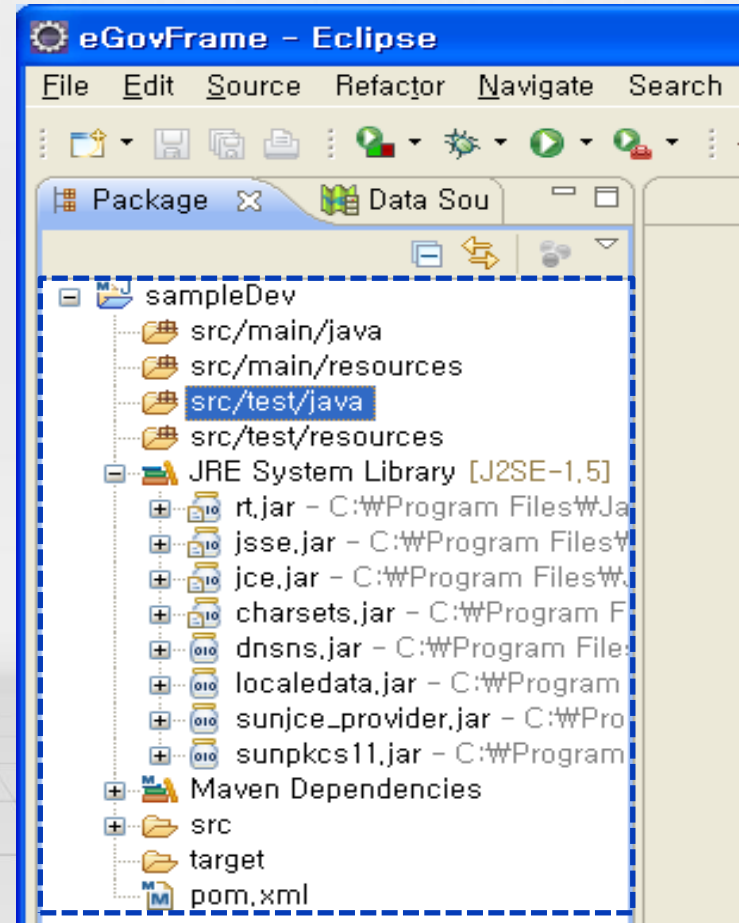 eGovFrame - Eclipse
File Edit Source Refactor Navigate Search
Package Data Sou
sampleDev
src/main/java
src/main/resources
src/test/java
src/test/resources
JRE System Library [J2SE-1.5]
rt.jar - C:₩Program Files₩Ja
jsse.jar - C:₩Program Files₩
jce.jar - C:₩Program Files₩J
charsets.jar - C:₩Program F
dnsns.jar - C:₩Program Files
localedata.jar - C:₩Program
sunjce_provider.jar - C:₩Pro
sunpkcs11.jar - C:₩Program
Maven Dependencies
src
target
pom.xml